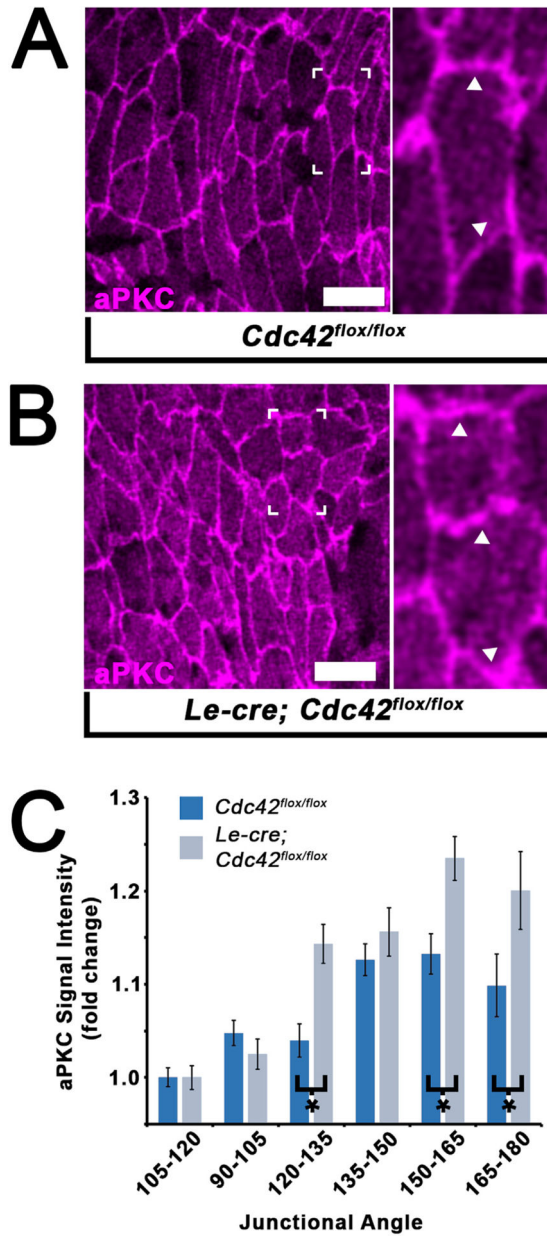 A
aPKC
Cdc42flox/flox
B
aPKC
Le-cre; Cdc42flox/flox
C
Cdc42flox/flox
Le-cre;
Cdc42flox/flox
aPKC Signal Intensity
(fold change)
1.3
1.2
1.1
1.0
* * *
105-120 90-105 120-135 135-150 150-165 165-180
Junctional Angle